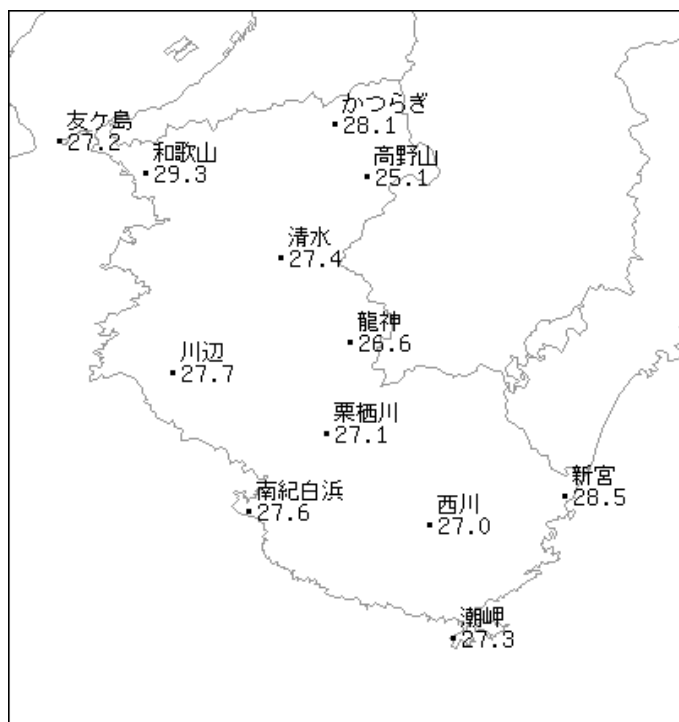 かつらぎ
28.1
友ケ島
27.2
和歌山
29.3
高野山
25.1
清水
27.4
龍神
26.6
川辺
27.7
栗栖川
27.1
新宮
28.5
南紀白浜
27.6
西川
27.0
潮岬
27.3